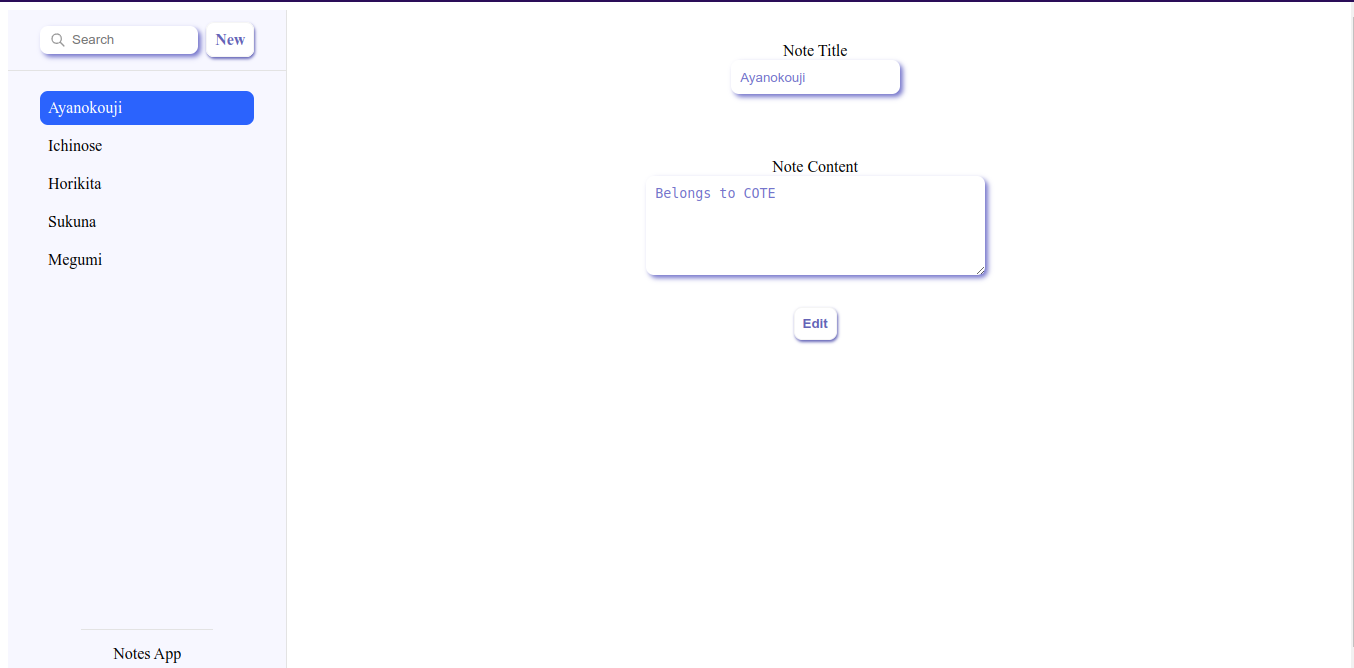 Search
New
Ayanokouji
Ichinose
Horikita
Sukuna
Megumi
Notes App
Note Title
Ayanokouji
Note Content
Belongs to COTE
Edit